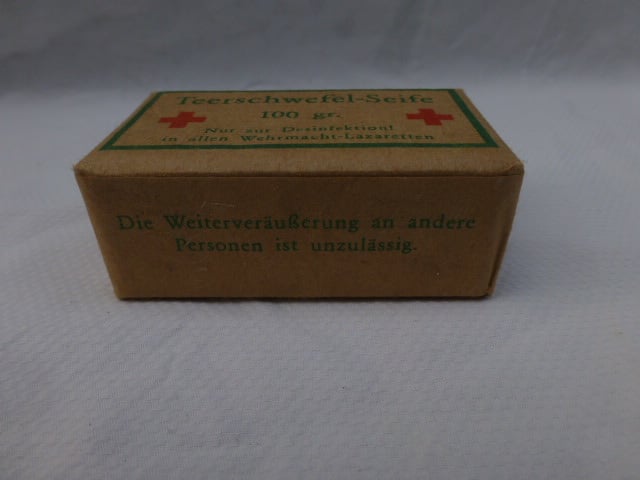 Teerschwefel-Seife
100 gr.
Nur zur Desinfektion!
in allen Wehrmacht-Lazaretten
Die Weiterveräußerung an andere
Personen ist unzulässig.